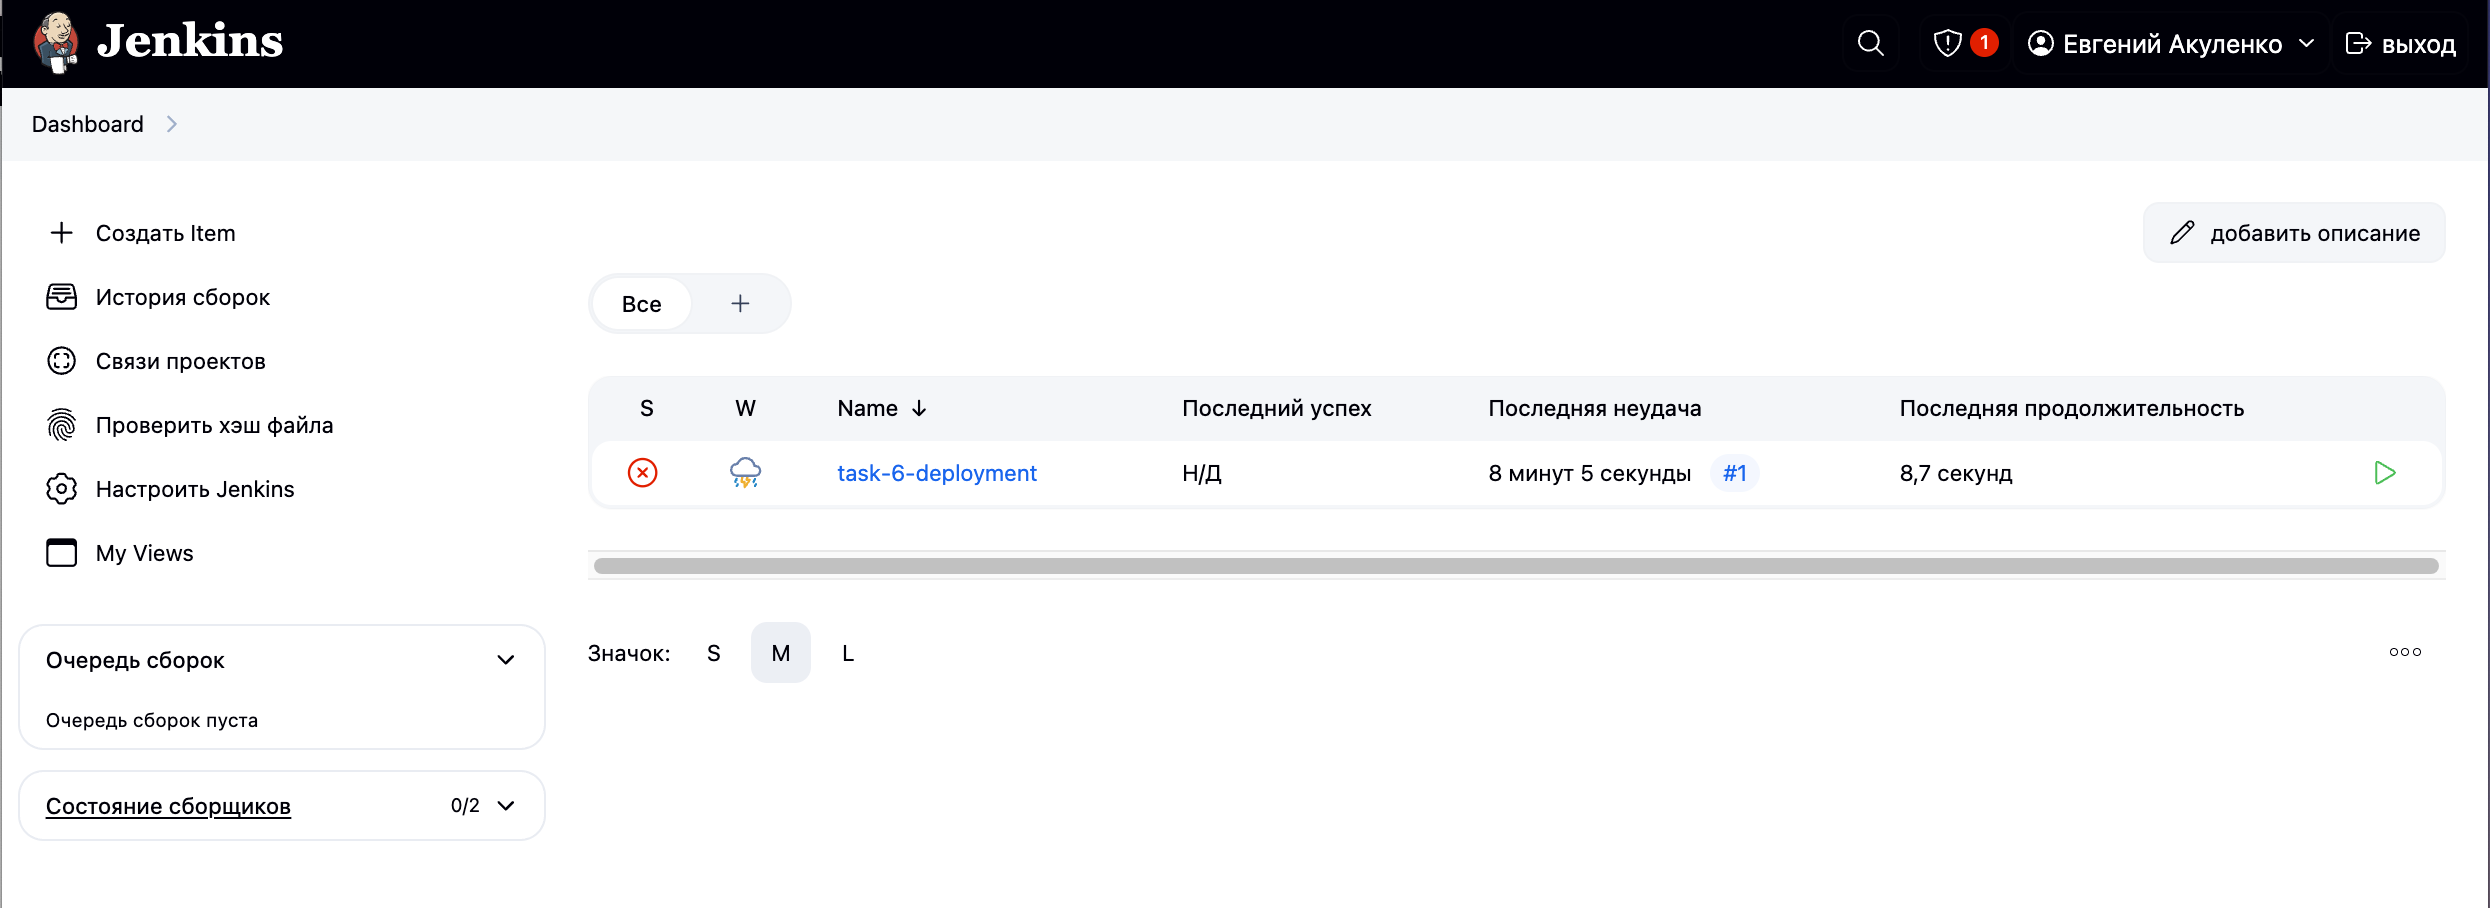 Jenkins
1
Евгений Акуленко
выход
Dashboard
Создать Item
История сборок
Связи проектов
Проверить хэш файла
Настроить Jenkins
My Views
Очередь сборок
Очередь сборок пуста
Состояние сборщиков 0/2
добавить описание
Все
S W Name ↓ Последний успех Последняя неудача Последняя продолжительность
task-6-deployment Н/Д 8 минут 5 секунды #1 8,7 секунд
Значок: S M L